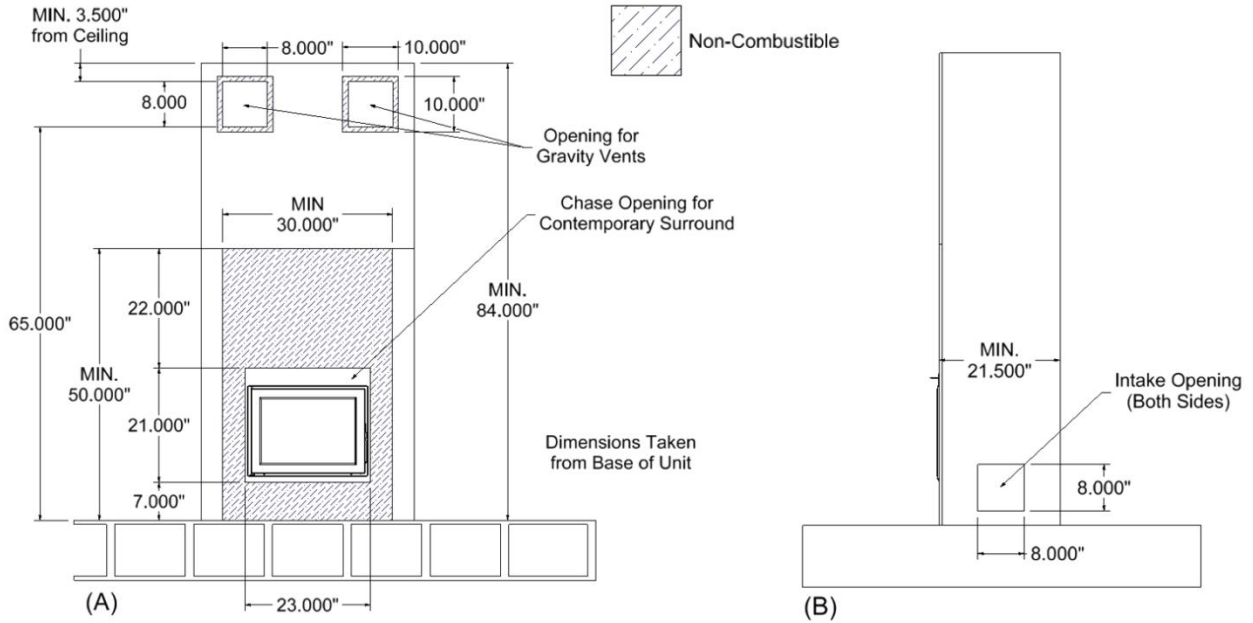 MIN. 3.500"
from Ceiling
8.000"
10.000"
Non-Combustible
8.000
10.000"
Opening for
Gravity Vents
MIN
30.000"
Chase Opening for
Contemporary Surround
65.000"
MIN.
50.000"
22.000"
MIN.
84.000"
21.000"
7.000"
Dimensions Taken
from Base of Unit
23.000"
(A)
MIN.
21.500"
Intake Opening
(Both Sides)
8.000"
8.000"
(B)